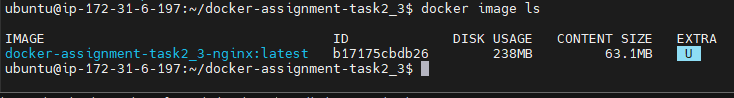 ubuntu@ip-172-31-6-197:~/docker-assignment-task2_3$ docker image ls
IMAGE ID DISK USAGE CONTENT SIZE EXTRA
docker-assignment-task2_3-nginx:latest b17175cbdb26 238MB 63.1MB U
ubuntu@ip-172-31-6-197:~/docker-assignment-task2_3$